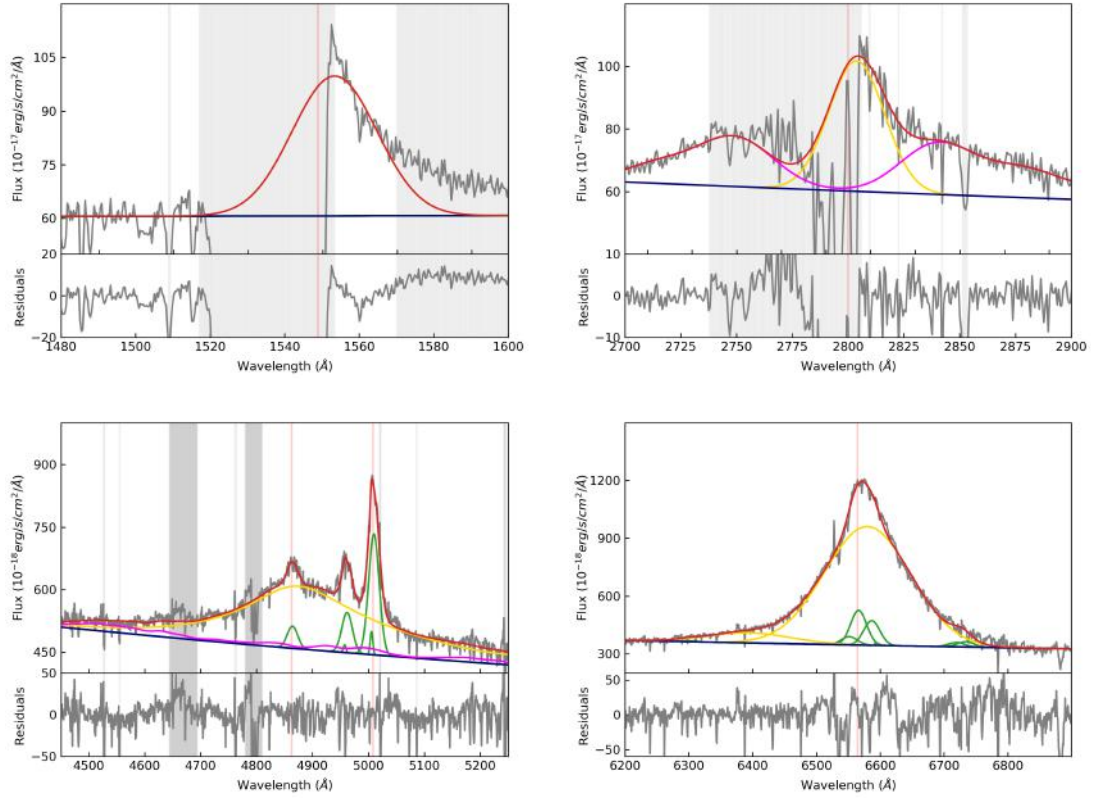 Flux (10⁻¹⁷erg/s/cm²/Å)
105
90
75
60
20
Residuals
0
−20
1480 1500 1520 1540 1560 1580 1600
Wavelength (Å)
Flux (10⁻¹⁷erg/s/cm²/Å)
100
80
60
10
Residuals
0
−10
2700 2725 2750 2775 2800 2825 2850 2875 2900
Wavelength (Å)
Flux (10⁻¹⁸erg/s/cm²/Å)
900
750
600
450
50
Residuals
0
−50
4500 4600 4700 4800 4900 5000 5100 5200
Wavelength (Å)
Flux (10⁻¹⁸erg/s/cm²/Å)
1200
900
600
300
50
Residuals
0
−50
6200 6300 6400 6500 6600 6700 6800
Wavelength (Å)